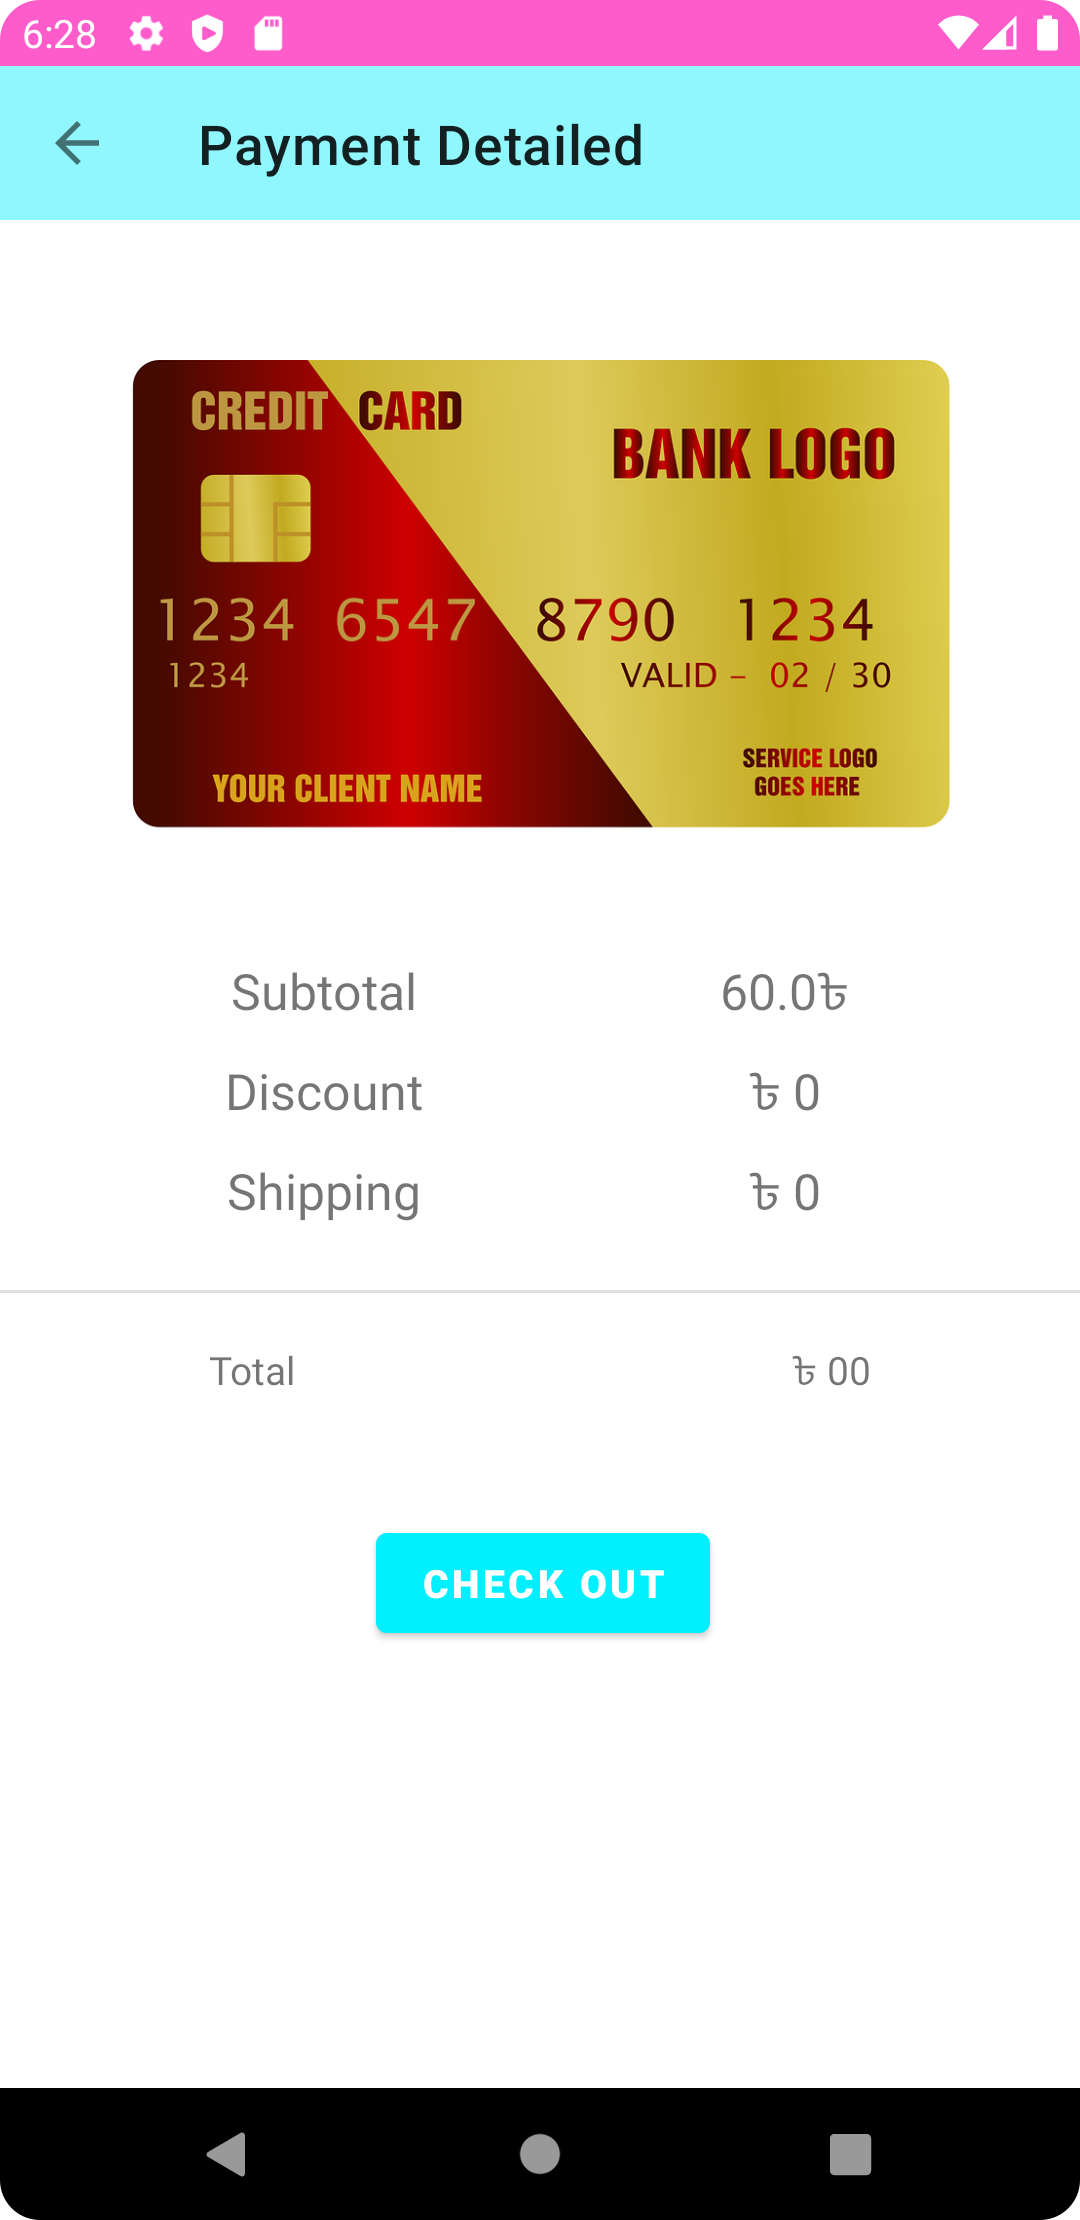 6:28
Payment Detailed
CREDIT CARD
BANK LOGO
1234 6547 8790 1234
1234
VALID – 02 / 30
SERVICE LOGO
GOES HERE
YOUR CLIENT NAME
Subtotal 60.0৳
Discount ৳ 0
Shipping ৳ 0
Total ৳ 00
CHECK OUT